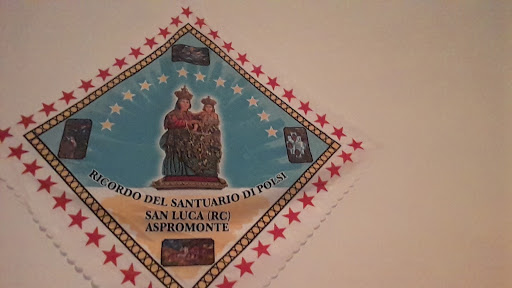 RICORDO DEL SANTUARIO DI POLSI
SAN LUCA (RC)
ASPROMONTE